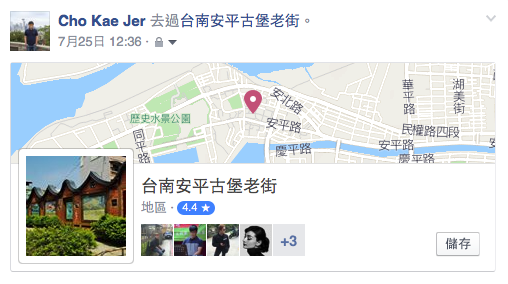 Cho Kae Jer 去過台南安平古堡老街。
7月25日 12:36
安北路
華平路
湖美街
歷史水景公園
同平路
安平路
民權路四段
慶平路
安平路
慶平路
台南安平古堡老街
地區 · 4.4 ★
+3
儲存